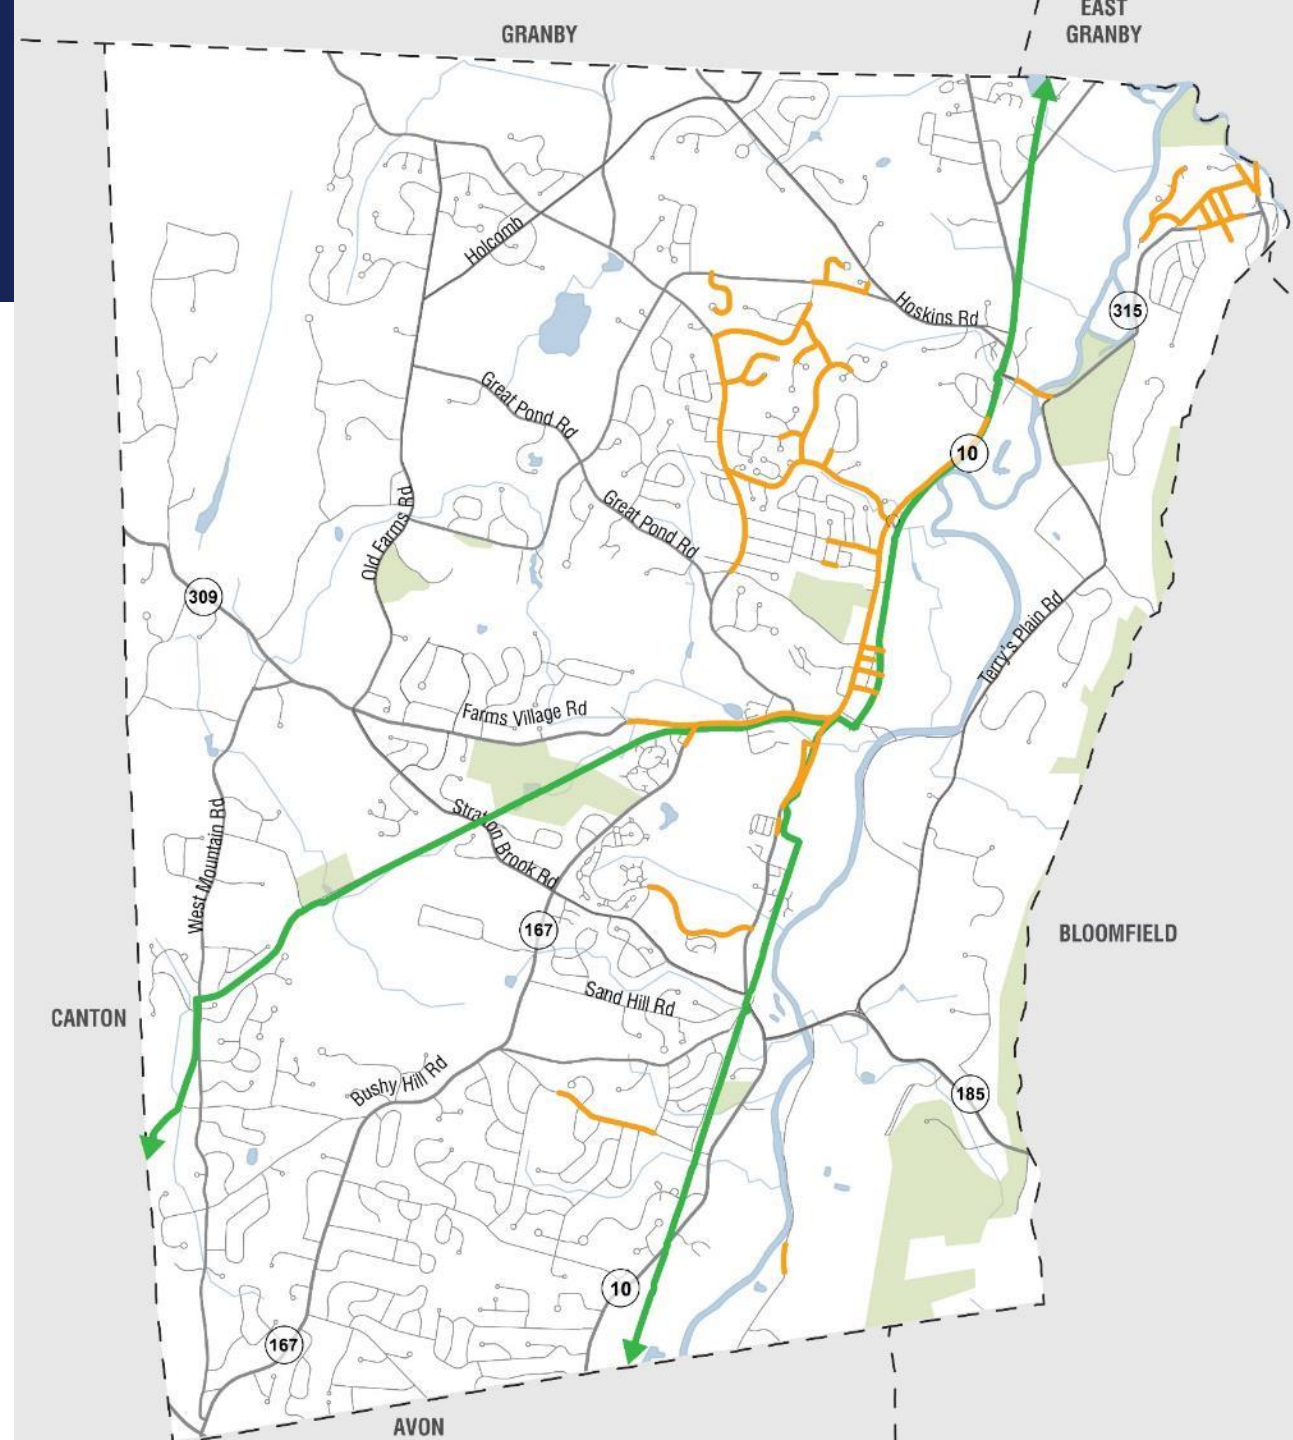 EAST
GRANBY
GRANBY
Holcomb
Hoskins Rd
315
Great Pond Rd
10
Great Pond Rd
Old Farms Rd
309
Terry's Plain Rd
Farms Village Rd
West Mountain Rd
Stratton Brook Rd
167
BLOOMFIELD
Sand Hill Rd
CANTON
Bushy Hill Rd
185
10
167
AVON